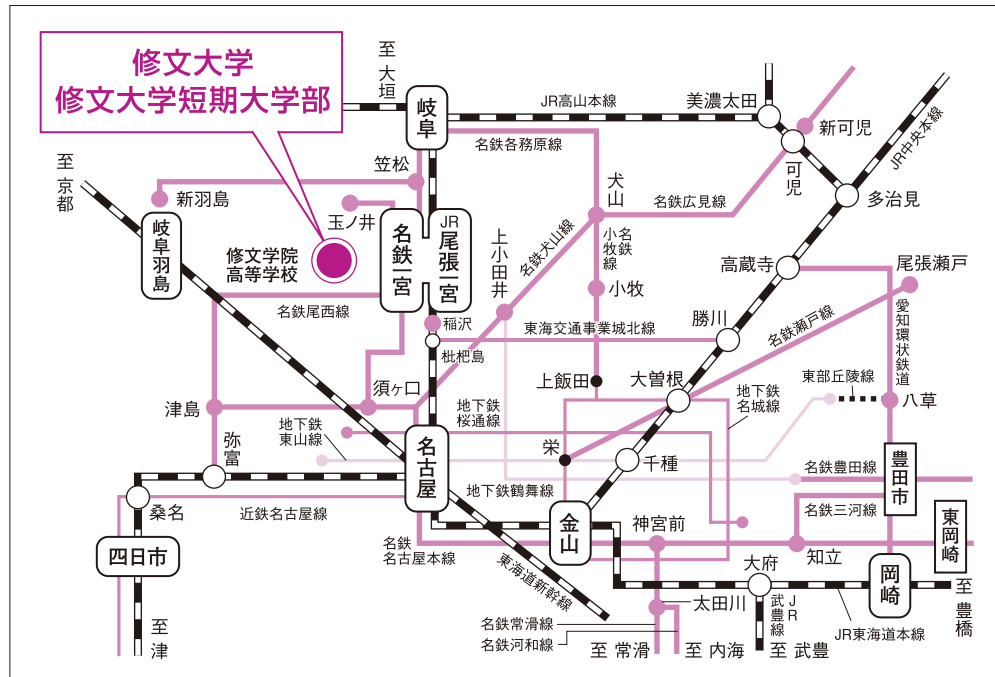 修文大学
修文大学短期大学部
至大垣
岐阜
JR高山本線
美濃太田
新可児
JR中央本線
名鉄各務原線
笠松
可児
至京都
新羽島
犬山
多治見
名鉄広見線
玉ノ井
岐阜羽島
修文学院
高等学校
名鉄一宮
JR
尾張一宮
上小田井
名鉄犬山線
名鉄
小牧線
高蔵寺
尾張瀬戸
小牧
名鉄尾西線
稲沢
東海交通事業城北線
勝川
名鉄瀬戸線
愛知環状鉄道
枇杷島
須ヶ口
上飯田
大曽根
地下鉄
名城線
東部丘陵線
八草
津島
地下鉄
東山線
地下鉄
桜通線
弥富
名古屋
栄
千種
名鉄豊田線
豊田市
桑名
近鉄名古屋線
地下鉄鶴舞線
金山
神宮前
名鉄三河線
東岡崎
四日市
名鉄
名古屋本線
東海道新幹線
知立
大府
岡崎
至豊橋
太田川
JR
武豊線
JR東海道本線
名鉄常滑線
名鉄河和線
至津
至 常滑
至 内海
至 武豊